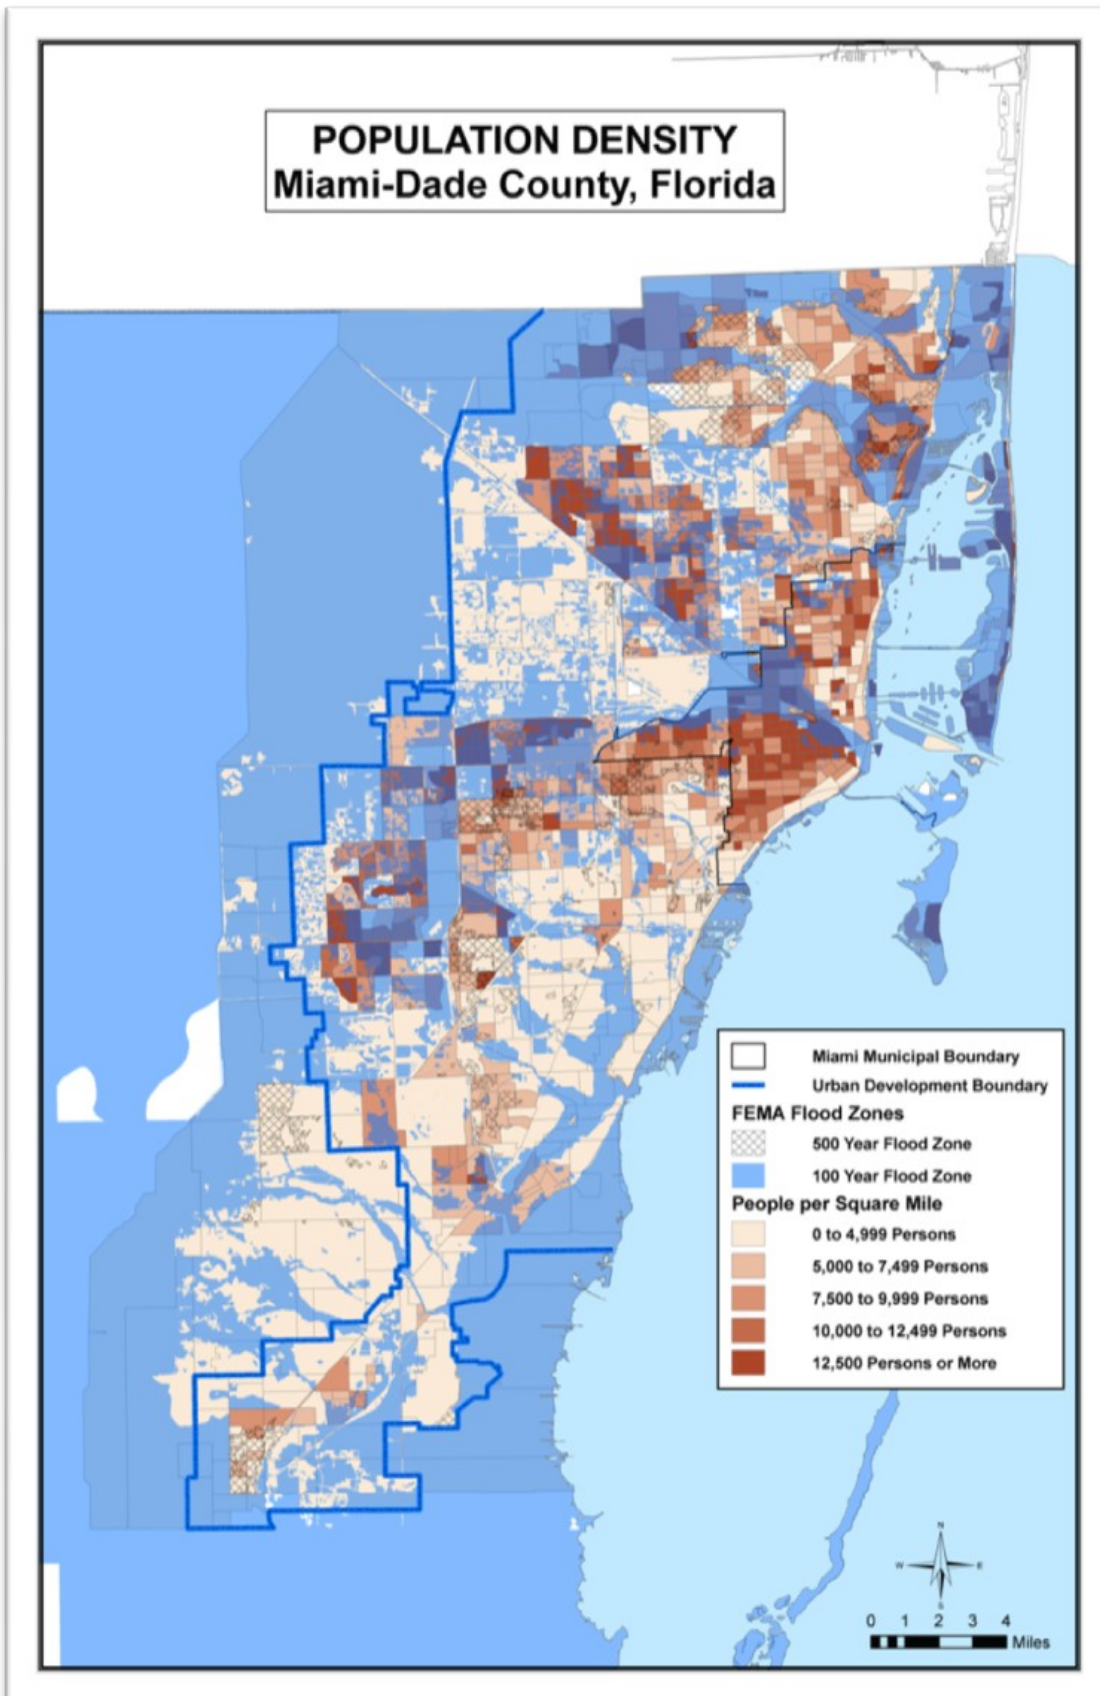 POPULATION DENSITY
Miami-Dade County, Florida
Miami Municipal Boundary
Urban Development Boundary
FEMA Flood Zones
500 Year Flood Zone
100 Year Flood Zone
People per Square Mile
0 to 4,999 Persons
5,000 to 7,499 Persons
7,500 to 9,999 Persons
10,000 to 12,499 Persons
12,500 Persons or More
N
W E
S
0 1 2 3 4
Miles